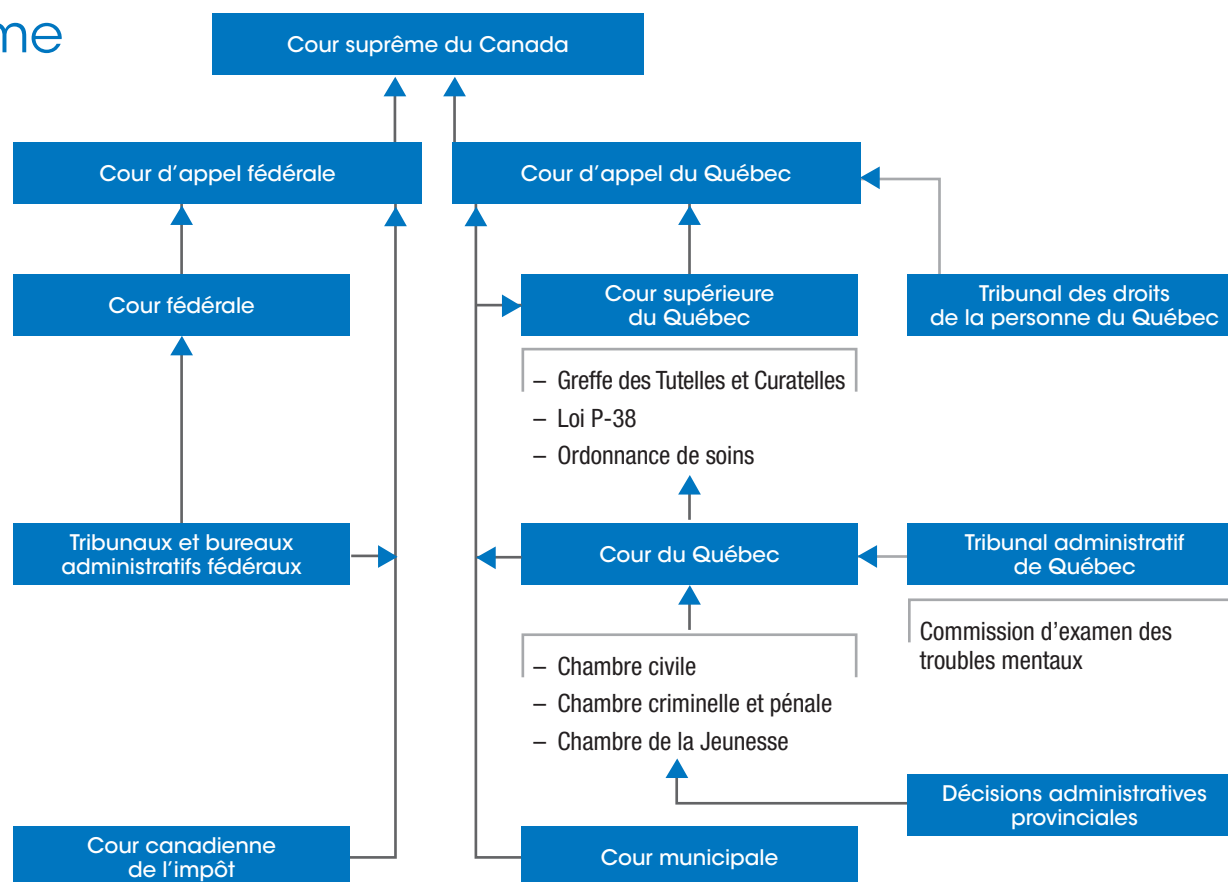 me
Cour suprême du Canada
Cour d'appel fédérale
Cour d'appel du Québec
Cour fédérale
Cour supérieure
du Québec
Tribunal des droits
de la personne du Québec
– Greffe des Tutelles et Curatelles
– Loi P-38
– Ordonnance de soins
Tribunaux et bureaux
administratifs fédéraux
Cour du Québec
Tribunal administratif
de Québec
Commission d'examen des
troubles mentaux
– Chambre civile
– Chambre criminelle et pénale
– Chambre de la Jeunesse
Décisions administratives
provinciales
Cour canadienne
de l'impôt
Cour municipale